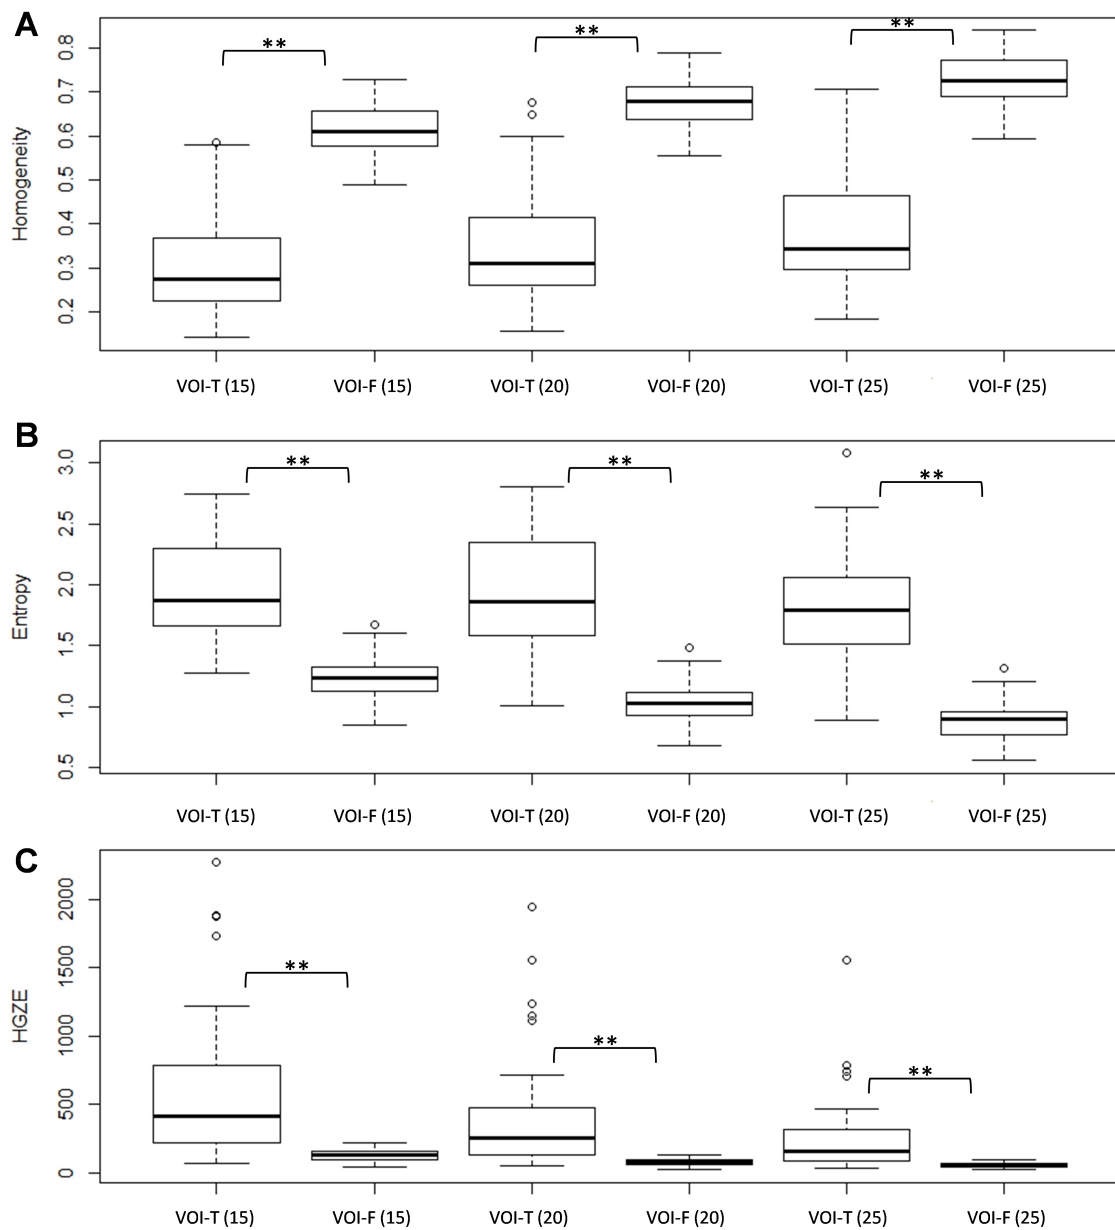 A
** ** **
Homogeneity
0.8
0.7
0.6
0.5
0.4
0.3
0.2
VOI-T (15) VOI-F (15) VOI-T (20) VOI-F (20) VOI-T (25) VOI-F (25)
B
** ** **
Entropy
3.0
2.5
2.0
1.5
1.0
0.5
VOI-T (15) VOI-F (15) VOI-T (20) VOI-F (20) VOI-T (25) VOI-F (25)
C
** ** **
HGZE
2000
1500
1000
500
0
VOI-T (15) VOI-F (15) VOI-T (20) VOI-F (20) VOI-T (25) VOI-F (25)